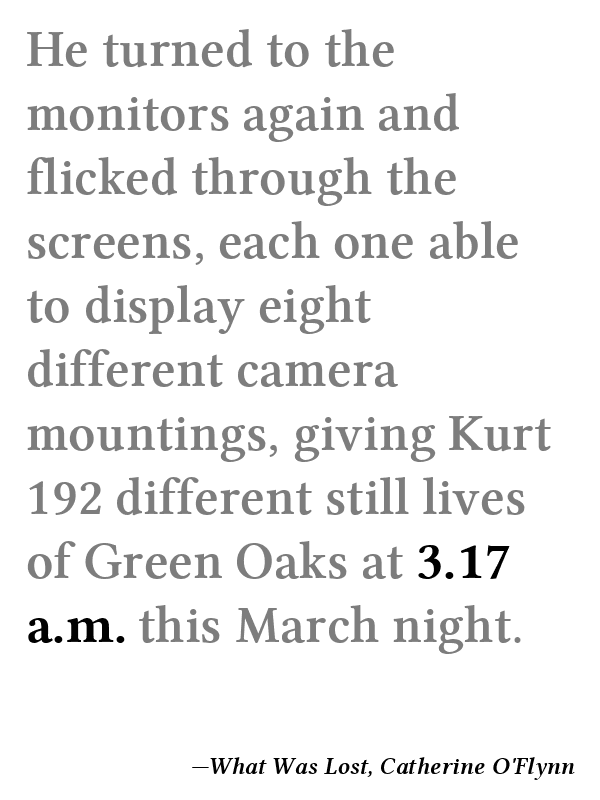 He turned to the
monitors again and
flicked through the
screens, each one able
to display eight
different camera
mountings, giving Kurt
192 different still lives
of Green Oaks at 3.17
a.m. this March night.
—What Was Lost, Catherine O'Flynn